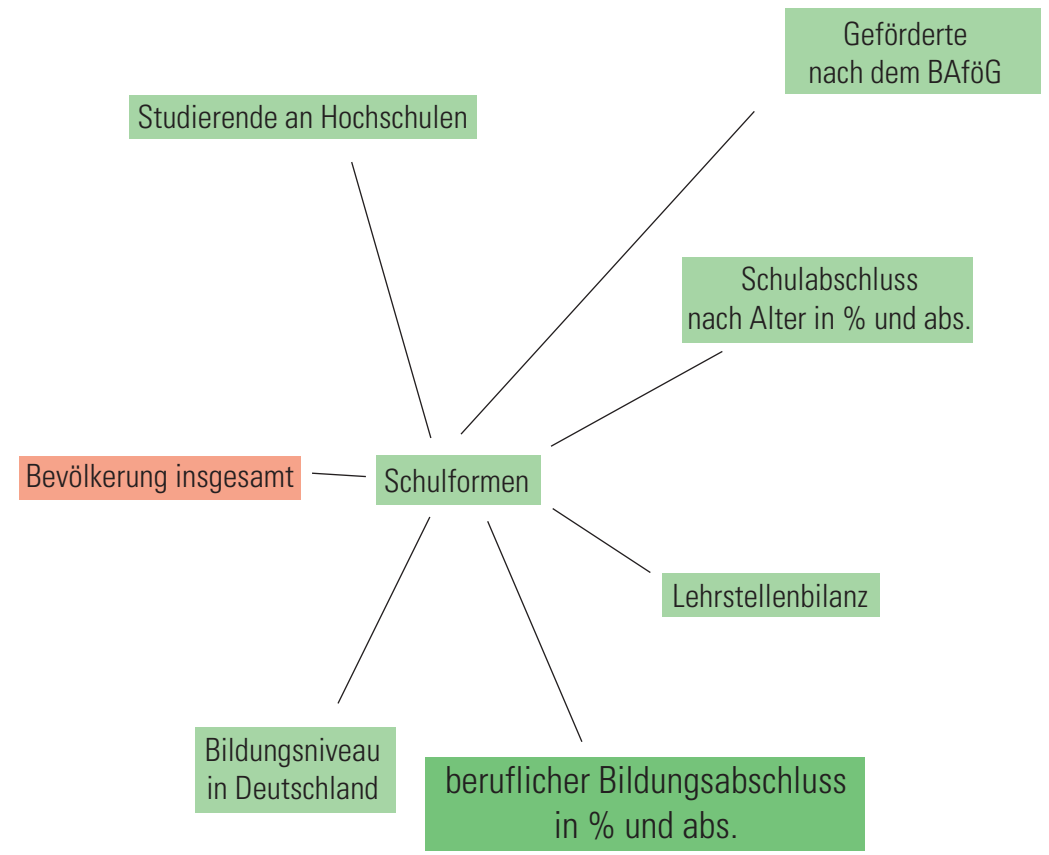 Geförderte
nach dem BAföG
Studierende an Hochschulen
Schulabschluss
nach Alter in % und abs.
Bevölkerung insgesamt
Schulformen
Lehrstellenbilanz
Bildungsniveau
in Deutschland
beruflicher Bildungsabschluss
in % und abs.